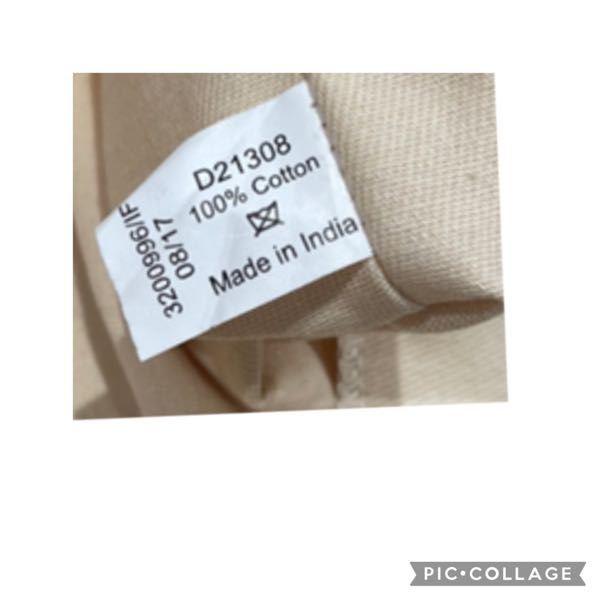 D21308
100% Cotton
Made in India
3200996/IF
08/17
PIC•COLLAGE